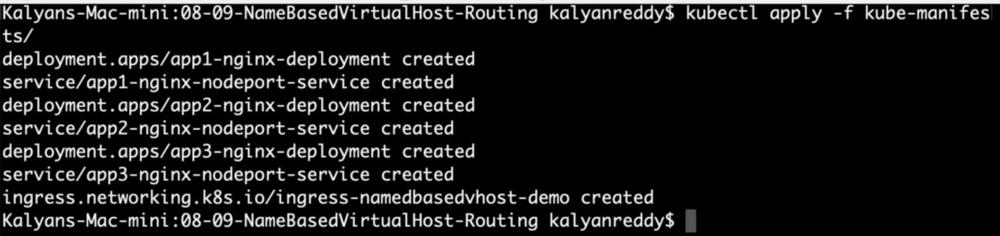 Kalyans-Mac-mini:08-09-NameBasedVirtualHost-Routing kalyanreddy$ kubectl apply -f kube-manifes
ts/
deployment.apps/app1-nginx-deployment created
service/app1-nginx-nodeport-service created
deployment.apps/app2-nginx-deployment created
service/app2-nginx-nodeport-service created
deployment.apps/app3-nginx-deployment created
service/app3-nginx-nodeport-service created
ingress.networking.k8s.io/ingress-namedbasedvhost-demo created
Kalyans-Mac-mini:08-09-NameBasedVirtualHost-Routing kalyanreddy$